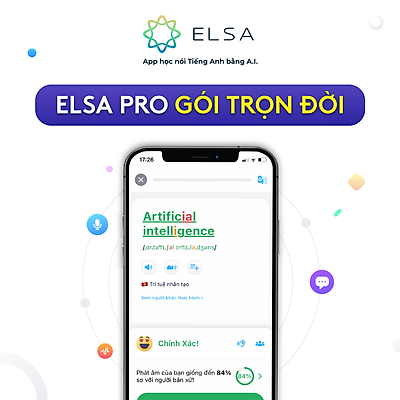 ELSA
App học nói Tiếng Anh bằng A.I.
ELSA PRO GÓI TRỌN ĐỜI
17:26
Artificial
intelligence
Trí tuệ nhân tạo
Xem người khác thực hành >
Chính Xác!
Phát âm của bạn giống đến 84%
so với người bản xứ!
84%